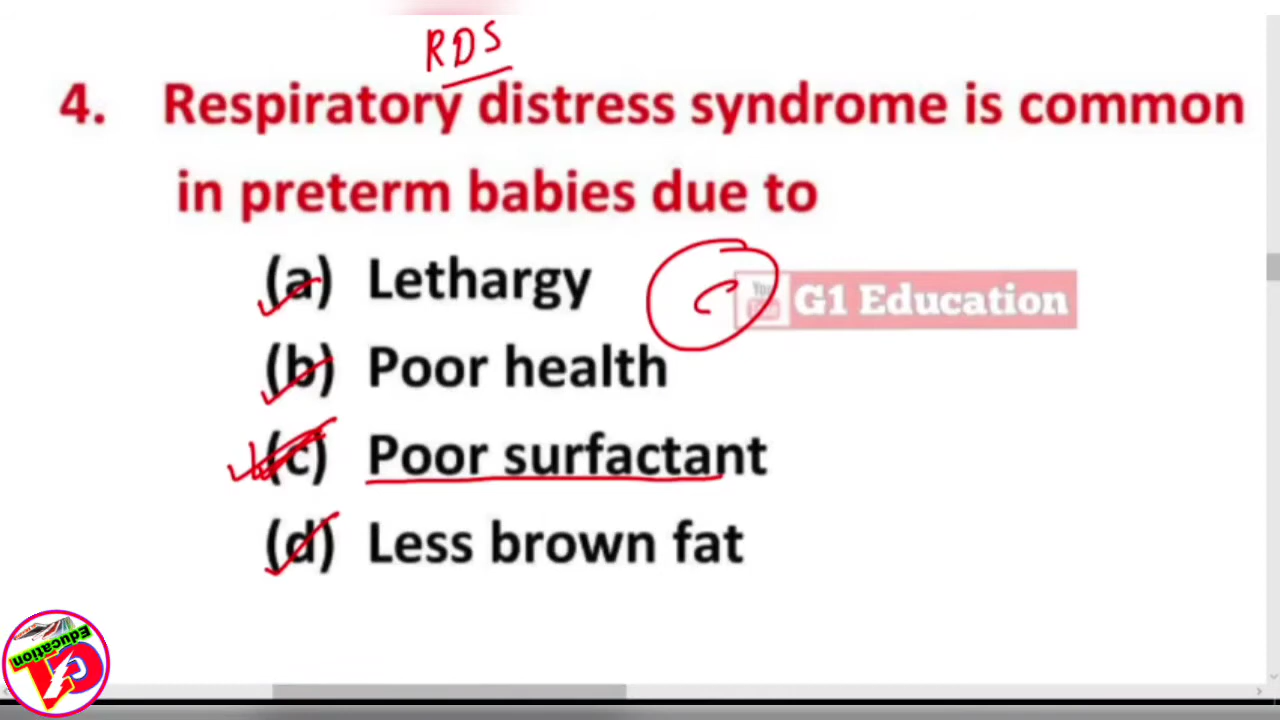 RDS
4. Respiratory distress syndrome is common
in preterm babies due to
(a) Lethargy
C
G1 Education
(b) Poor health
(c) Poor surfactant
(d) Less brown fat
Education